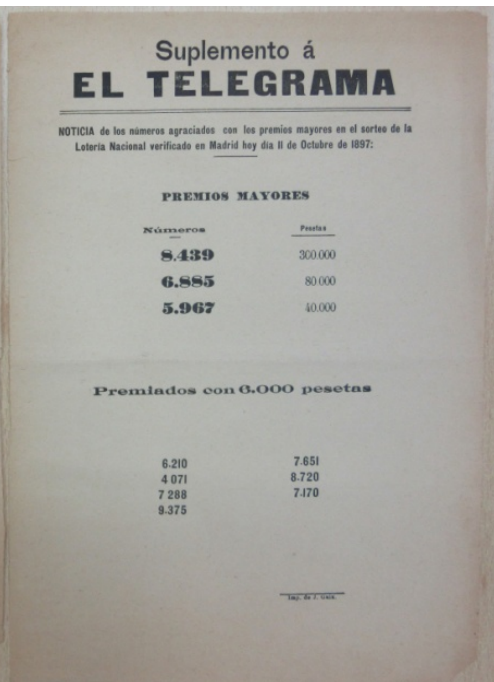 Suplemento á
EL TELEGRAMA
NOTICIA de los números agraciados con los premios mayores en el sorteo de la
Lotería Nacional verificado en Madrid hoy día 11 de Octubre de 1897:
PREMIOS MAYORES
Números Pesetas
8.439 300.000
6.885 80 000
5.967 40.000
Premiados con 6.000 pesetas
6.210 7.651
4 071 8.720
7 288 7.170
9.375
Imp. de J.